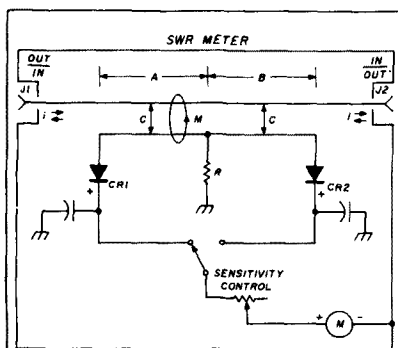 SWR METER
OUT
IN
IN
OUT
A
B
J1
J2
i
C
M
C
i
R
CR1
+
CR2
+
SENSITIVITY
CONTROL
+
M
-